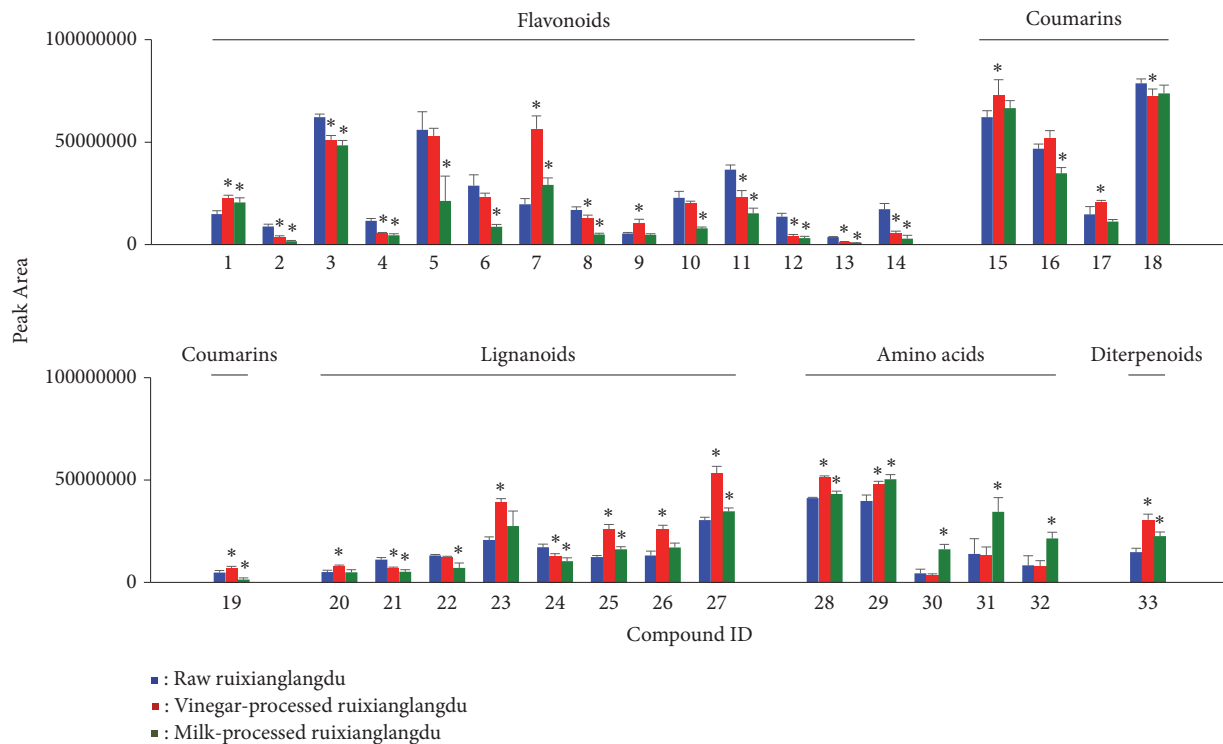 Flavonoids Coumarins
100000000
50000000
0
* * * * * * * * * * * * * * * * * * * * * * * * * *
1 2 3 4 5 6 7 8 9 10 11 12 13 14 15 16 17 18
Peak Area
Coumarins Lignanoids Amino acids Diterpenoids
100000000
50000000
0
* * * * * * * * * * * * * * * * * * * * * * *
19 20 21 22 23 24 25 26 27 28 29 30 31 32 33
Compound ID
: Raw ruixianglangdu
: Vinegar-processed ruixianglangdu
: Milk-processed ruixianglangdu